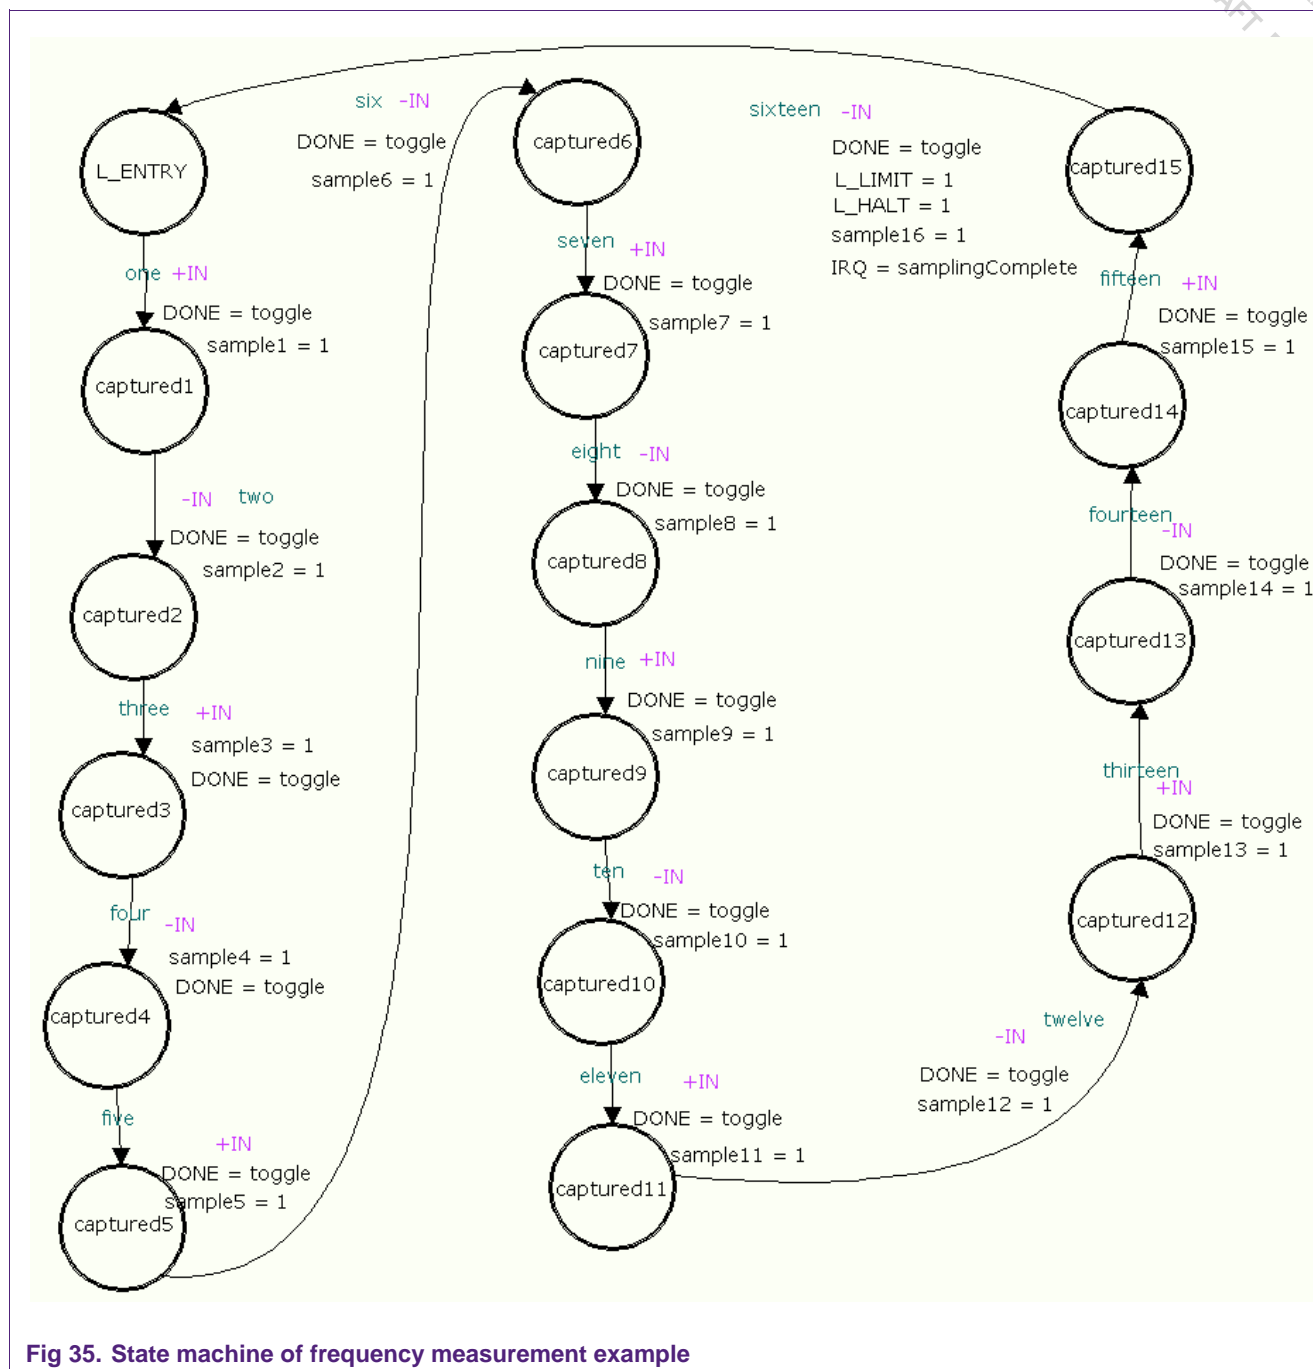 L_ENTRY
one +IN
DONE = toggle
sample1 = 1
captured1
-IN two
DONE = toggle
sample2 = 1
captured2
three +IN
sample3 = 1
DONE = toggle
captured3
four -IN
sample4 = 1
DONE = toggle
captured4
five +IN
DONE = toggle
sample5 = 1
captured5
six -IN
DONE = toggle
sample6 = 1
captured6
seven +IN
DONE = toggle
sample7 = 1
captured7
eight -IN
DONE = toggle
sample8 = 1
captured8
nine +IN
DONE = toggle
sample9 = 1
captured9
ten -IN
DONE = toggle
sample10 = 1
captured10
eleven +IN
DONE = toggle
sample11 = 1
captured11
-IN twelve
DONE = toggle
sample12 = 1
captured12
thirteen +IN
DONE = toggle
sample13 = 1
captured13
fourteen -IN
DONE = toggle
sample14 = 1
captured14
fifteen +IN
DONE = toggle
sample15 = 1
captured15
sixteen -IN
DONE = toggle
L_LIMIT = 1
L_HALT = 1
sample16 = 1
IRQ = samplingComplete
Fig 35. State machine of frequency measurement example